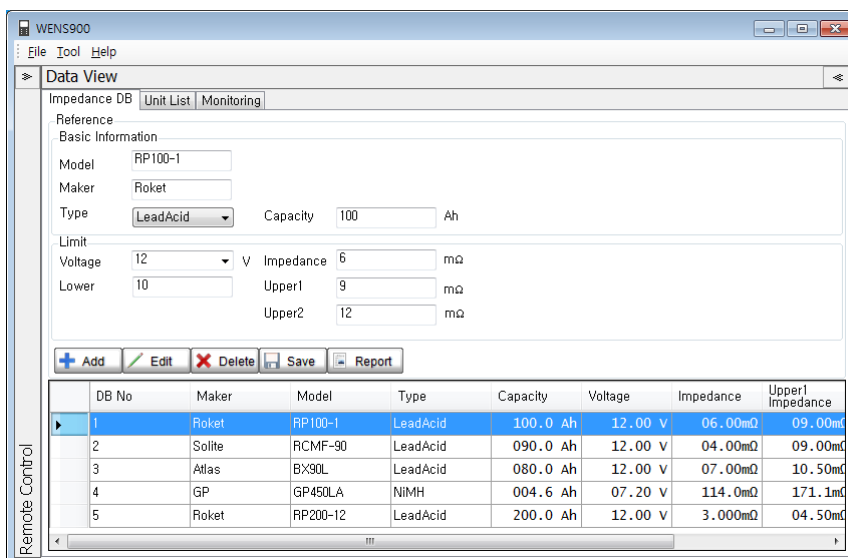 WENS900
File Tool Help
Data View
Impedance DB Unit List Monitoring
Reference
Basic Information
Model RP100-1
Maker Roket
Type LeadAcid Capacity 100 Ah
Limit
Voltage 12 V Impedance 6 mΩ
Lower 10 Upper1 9 mΩ
Upper2 12 mΩ
Add Edit Delete Save Report
DB No Maker Model Type Capacity Voltage Impedance Upper1 Impedance
1 Roket RP100-1 LeadAcid 100.0 Ah 12.00 V 06.00mΩ 09.00mΩ
2 Solite RCMF-90 LeadAcid 090.0 Ah 12.00 V 04.00mΩ 09.00mΩ
3 Atlas BX90L LeadAcid 080.0 Ah 12.00 V 07.00mΩ 10.50mΩ
4 GP GP450LA NiMH 004.6 Ah 07.20 V 114.0mΩ 171.1mΩ
5 Roket RP200-12 LeadAcid 200.0 Ah 12.00 V 3.000mΩ 04.50mΩ
Remote Control